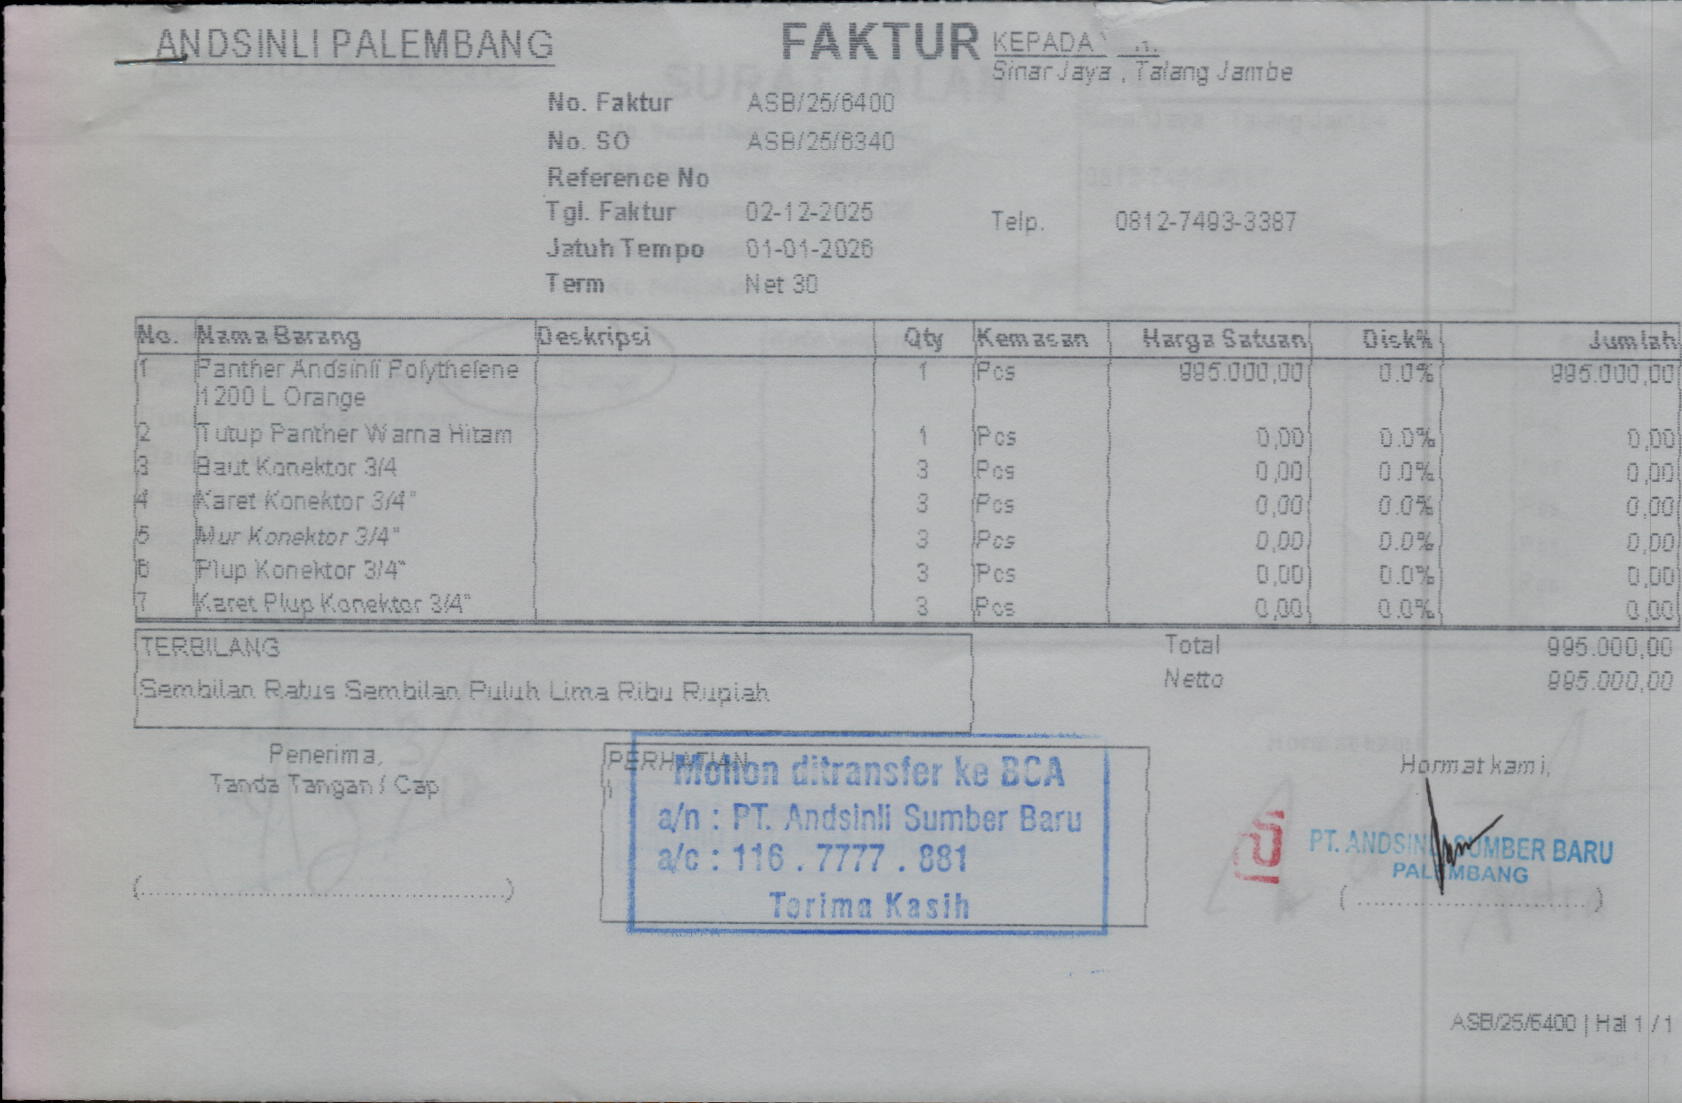 ANDSINLI PALEMBANG
FAKTUR
KEPADA
Sinar Jaya , Talang Jambe
No. Faktur ASB/25/6400
No. SO ASB/25/6340
Reference No
Tgl. Faktur 02-12-2025
Telp. 0812-7493-3387
Jatuh Tempo 01-01-2026
Term Net 30
No. Nama Barang Deskripsi Qty Kemasan Harga Satuan Disk% Jumlah
1 Panther Andsinli Polythelene 1 Pcs 995.000,00 0.0% 995.000,00
1200 L Orange
2 Tutup Panther Warna Hitam 1 Pcs 0,00 0.0% 0,00
3 Baut Konektor 3/4 3 Pcs 0,00 0.0% 0,00
4 Karet Konektor 3/4" 3 Pcs 0,00 0.0% 0,00
5 Mur Konektor 3/4" 3 Pcs 0,00 0.0% 0,00
6 Plup Konektor 3/4" 3 Pcs 0,00 0.0% 0,00
7 Karet Plup Konektor 3/4" 3 Pcs 0,00 0.0% 0,00
TERBILANG
Sembilan Ratus Sembilan Puluh Lima Ribu Rupiah
Total 995.000,00
Netto 995.000,00
Penerima,
Tanda Tangan / Cap
(..........................................)
PERHATIAN
Mohon ditransfer ke BCA
a/n : PT. Andsinli Sumber Baru
a/c : 116 . 7777 . 881
Terima Kasih
Hormat kami,
PT. ANDSINLI SUMBER BARU
PALEMBANG
(............................)
ASB/25/6400 | Hal 1 / 1